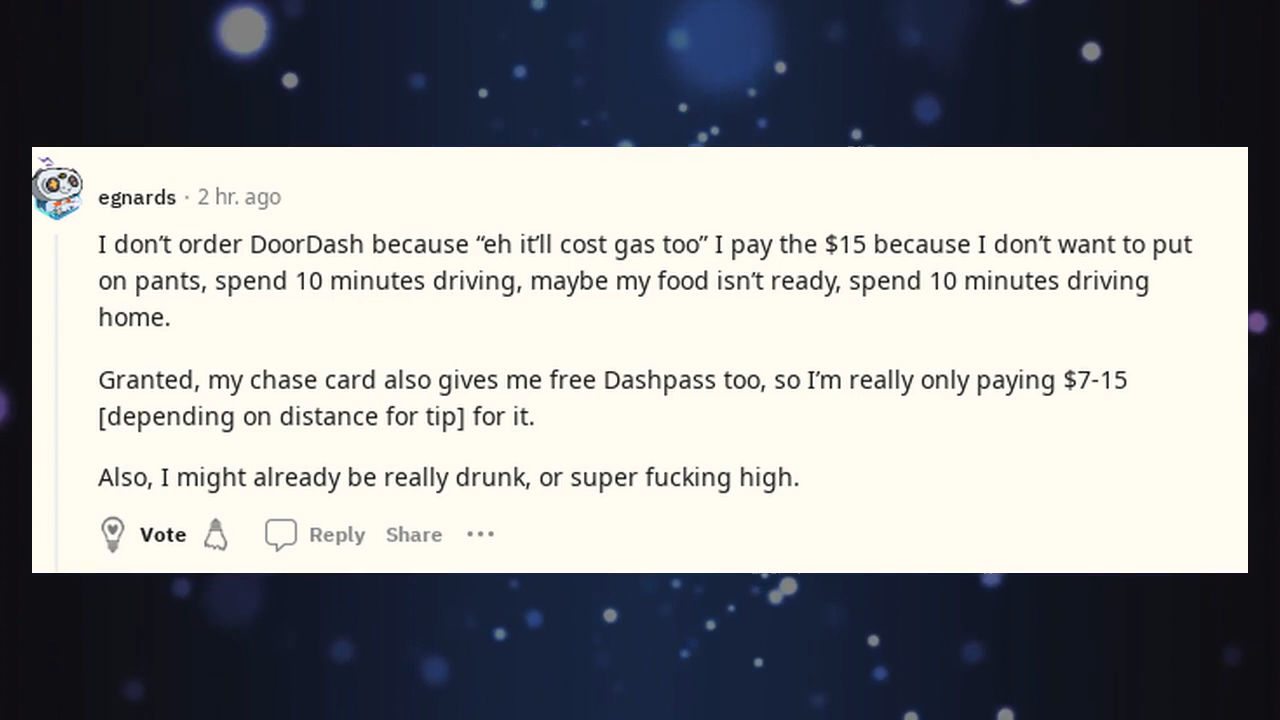 egnards · 2 hr. ago
I don’t order DoorDash because “eh it’ll cost gas too” I pay the $15 because I don’t want to put
on pants, spend 10 minutes driving, maybe my food isn’t ready, spend 10 minutes driving
home.
Granted, my chase card also gives me free Dashpass too, so I’m really only paying $7-15
[depending on distance for tip] for it.
Also, I might already be really drunk, or super fucking high.
Vote Reply Share ···